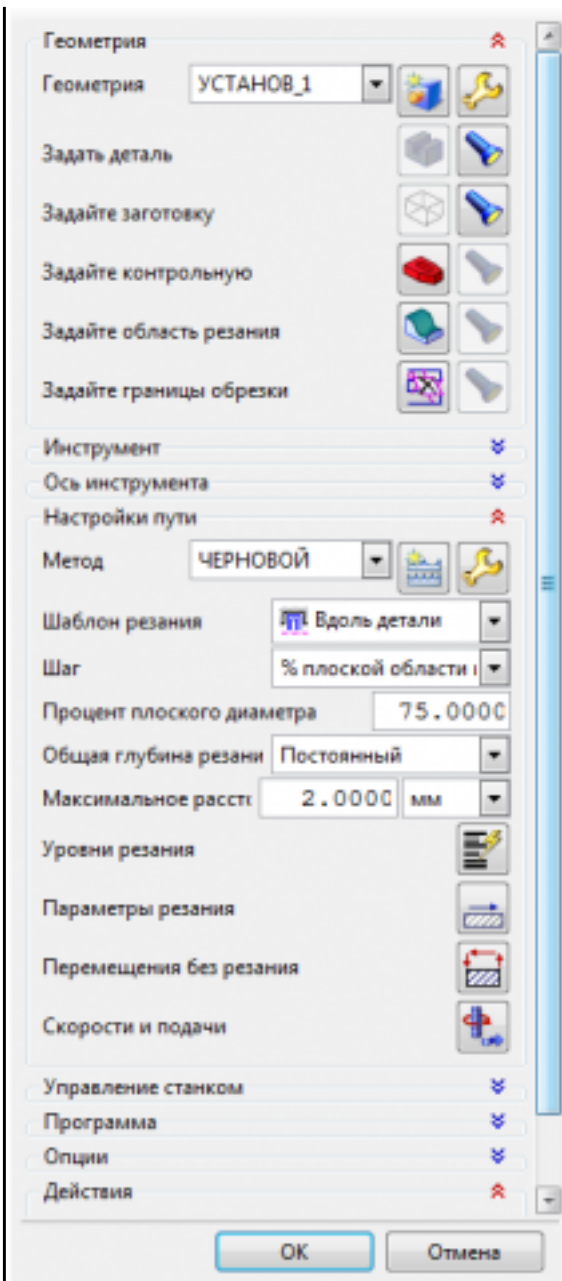 Геометрия
Геометрия УСТАНОВ_1
Задать деталь
Задайте заготовку
Задайте контрольную
Задайте область резания
Задайте границы обрезки
Инструмент
Ось инструмента
Настройки пути
Метод ЧЕРНОВОЙ
Шаблон резания Вдоль детали
Шаг % плоской области
Процент плоского диаметра 75.0000
Общая глубина резани Постоянный
Максимальное расст 2.0000 мм
Уровни резания
Параметры резания
Перемещения без резания
Скорости и подачи
Управление станком
Программа
Опции
Действия
ОК Отмена